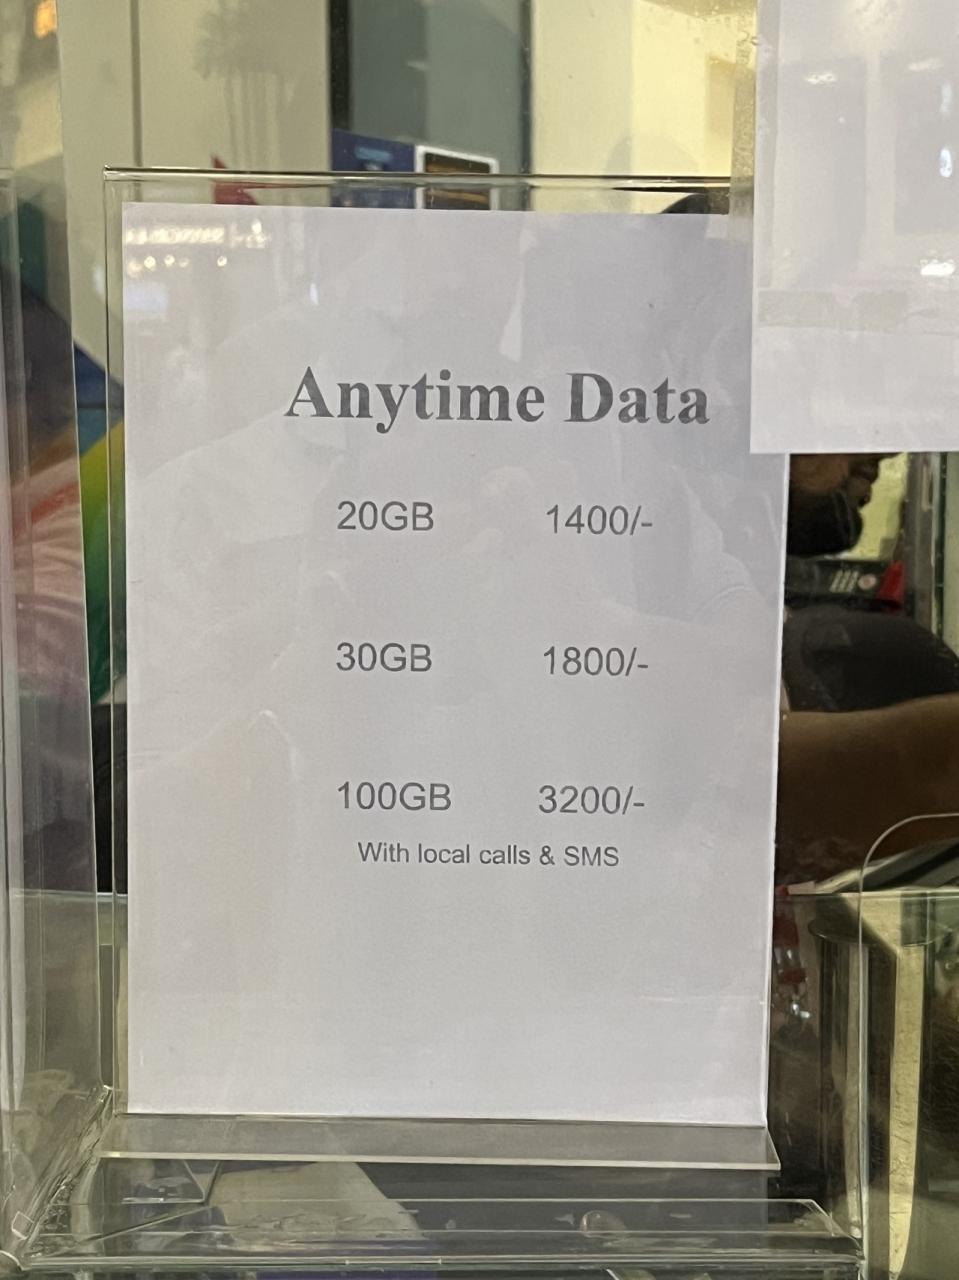 Anytime Data
20GB 1400/-
30GB 1800/-
100GB 3200/-
With local calls & SMS